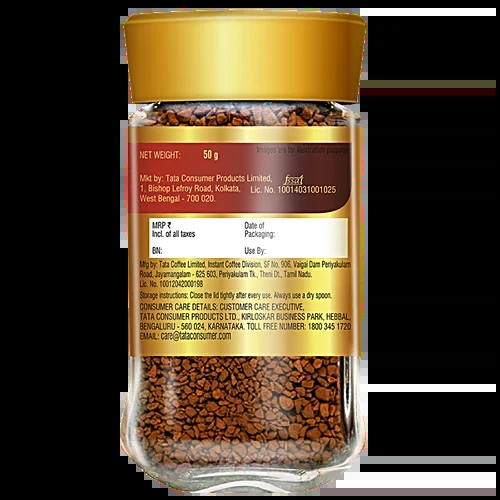 NET WEIGHT: 50 g
Images are for illustration purposes
Mkt by: Tata Consumer Products Limited,
1, Bishop Lefroy Road, Kolkata,
West Bengal - 700 020.
fssai
Lic. No. 10014031001025
MRP ₹
Incl. of all taxes
Date of
Packaging:
BN:
Use By:
Mfg by: Tata Coffee Limited, Instant Coffee Division, SF No. 906, Vaigai Dam Periyakulam
Road, Jayamangalam - 625 603, Periyakulam Tk., Theni Dt., Tamil Nadu.
Lic. No. 10012042000198
Storage instructions: Close the lid tightly after every use. Always use a dry spoon.
CONSUMER CARE DETAILS: CUSTOMER CARE EXECUTIVE,
TATA CONSUMER PRODUCTS LTD., KIRLOSKAR BUSINESS PARK, HEBBAL,
BENGALURU - 560 024, KARNATAKA. TOLL FREE NUMBER: 1800 345 1720
EMAIL: care@tataconsumer.com